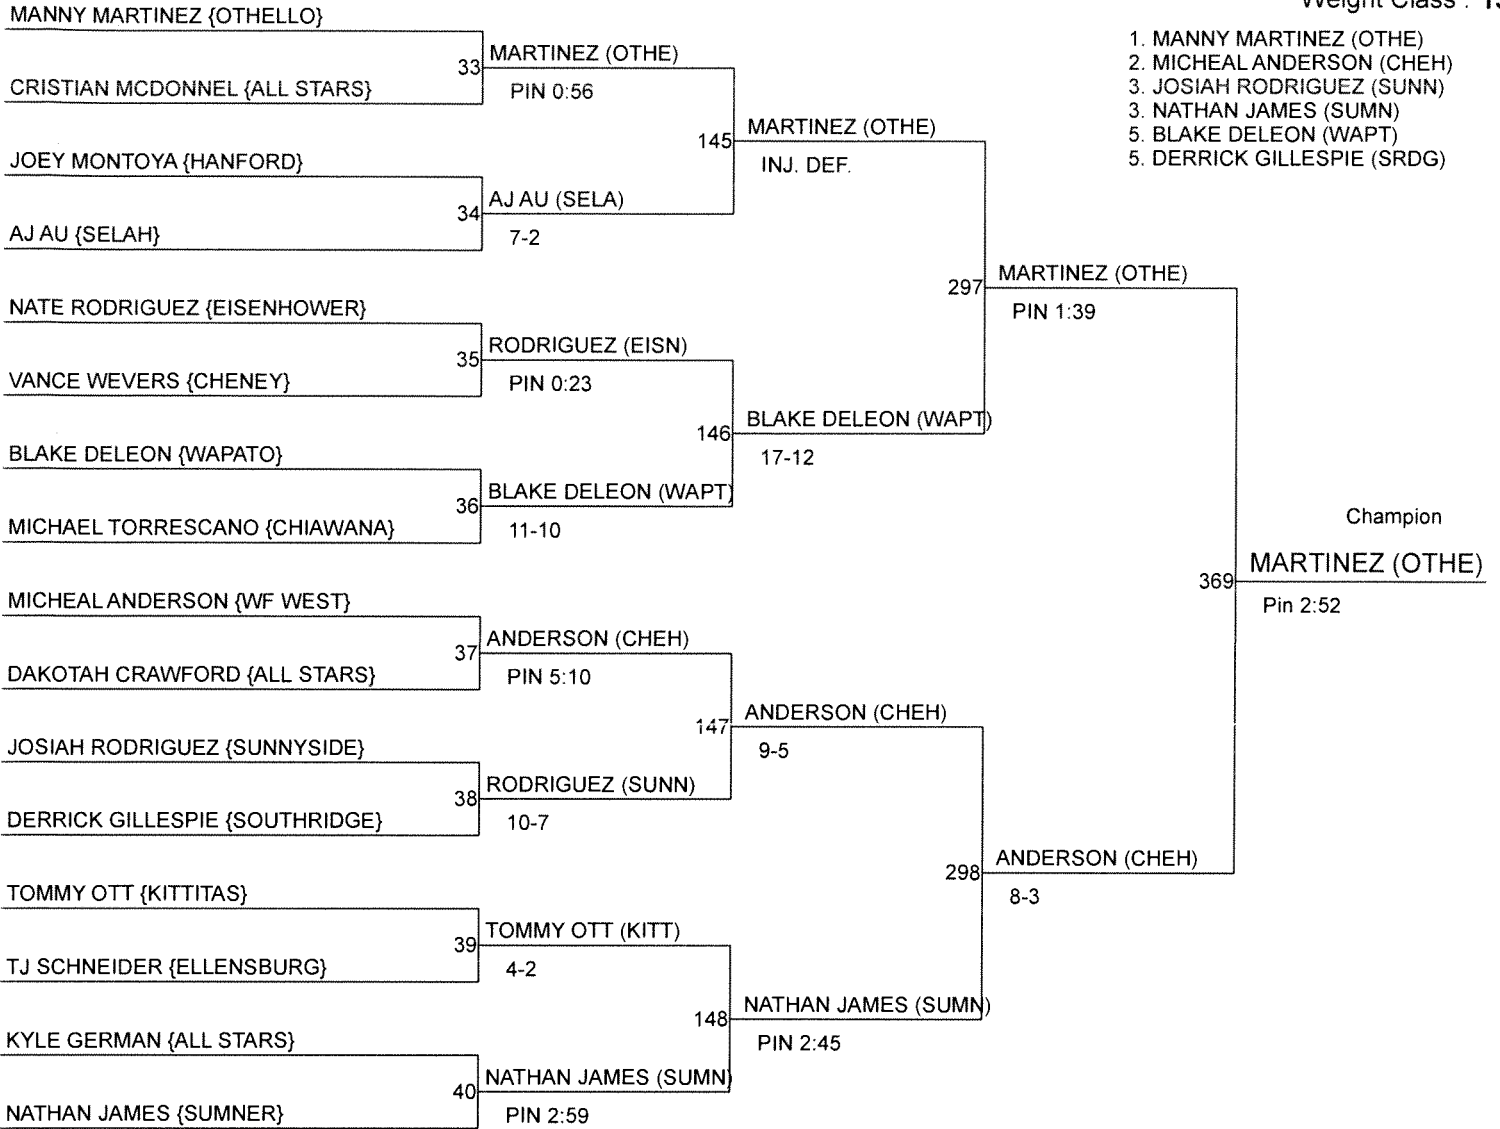 Weight Class :
1. MANNY MARTINEZ (OTHE)
2. MICHEAL ANDERSON (CHEH)
3. JOSIAH RODRIGUEZ (SUNN)
3. NATHAN JAMES (SUMN)
5. BLAKE DELEON (WAPT)
5. DERRICK GILLESPIE (SRDG)
MANNY MARTINEZ {OTHELLO}
33 MARTINEZ (OTHE)
CRISTIAN MCDONNEL {ALL STARS}
PIN 0:56
145 MARTINEZ (OTHE)
INJ. DEF.
JOEY MONTOYA {HANFORD}
34 AJ AU (SELA)
AJ AU {SELAH}
7-2
297 MARTINEZ (OTHE)
PIN 1:39
NATE RODRIGUEZ {EISENHOWER}
35 RODRIGUEZ (EISN)
VANCE WEVERS {CHENEY}
PIN 0:23
146 BLAKE DELEON (WAPT)
17-12
BLAKE DELEON {WAPATO}
36 BLAKE DELEON (WAPT)
MICHAEL TORRESCANO {CHIAWANA}
11-10
Champion
369 MARTINEZ (OTHE)
Pin 2:52
MICHEAL ANDERSON {WF WEST}
37 ANDERSON (CHEH)
DAKOTAH CRAWFORD {ALL STARS}
PIN 5:10
147 ANDERSON (CHEH)
9-5
JOSIAH RODRIGUEZ {SUNNYSIDE}
38 RODRIGUEZ (SUNN)
DERRICK GILLESPIE {SOUTHRIDGE}
10-7
298 ANDERSON (CHEH)
8-3
TOMMY OTT {KITTITAS}
39 TOMMY OTT (KITT)
TJ SCHNEIDER {ELLENSBURG}
4-2
148 NATHAN JAMES (SUMN)
PIN 2:45
KYLE GERMAN {ALL STARS}
40 NATHAN JAMES (SUMN)
NATHAN JAMES {SUMNER}
PIN 2:59